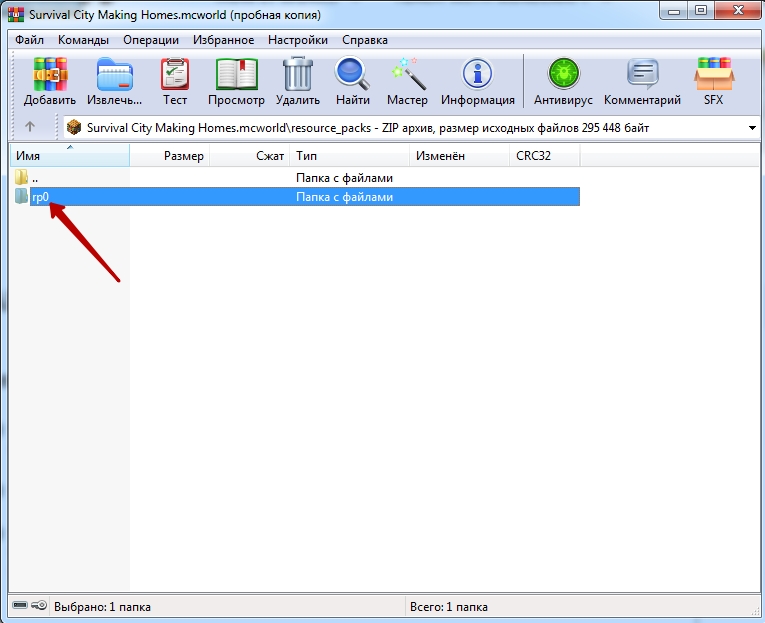 Survival City Making Homes.mcworld (пробная копия)
Файл Команды Операции Избранное Настройки Справка
Добавить Извлечь... Тест Просмотр Удалить Найти Мастер Информация Антивирус Комментарий SFX
Survival City Making Homes.mcworld\resource_packs - ZIP архив, размер исходных файлов 295 448 байт
Имя Размер Сжат Тип Изменён CRC32
.. Папка с файлами
rp0 Папка с файлами
Выбрано: 1 папка Всего: 1 папка